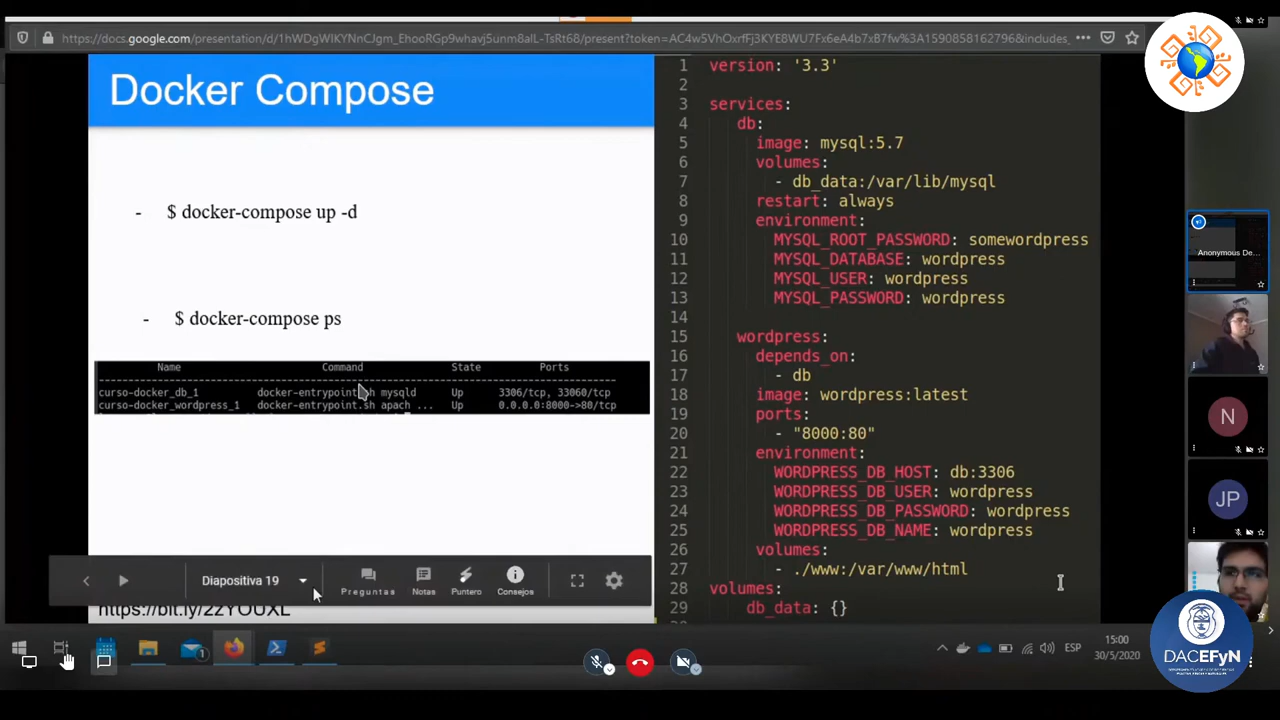 https://docs.google.com/presentation/d/1hWDgWIKYNnCJgm_EhooRGp9whavj5unm8alL-TsRt68/present?token=AC4w5VhOxrfFj3KYE8WU7Fx6eA4b7xB7fw%3A1590858162796&includes_
Docker Compose
- $ docker-compose up -d
- $ docker-compose ps
Name Command State Ports
curso-docker_db_1 docker-entrypoint.sh mysqld Up 3306/tcp, 33060/tcp
curso-docker_wordpress_1 docker-entrypoint.sh apach ... Up 0.0.0.0:8000->80/tcp
Diapositiva 19
Preguntas
Notas
Puntero
Consejos
https://bit.ly/2zYOUXL
1 version: '3.3'
2
3 services:
4 db:
5 image: mysql:5.7
6 volumes:
7 - db_data:/var/lib/mysql
8 restart: always
9 environment:
10 MYSQL_ROOT_PASSWORD: somewordpress
11 MYSQL_DATABASE: wordpress
12 MYSQL_USER: wordpress
13 MYSQL_PASSWORD: wordpress
14
15 wordpress:
16 depends_on:
17 - db
18 image: wordpress:latest
19 ports:
20 - "8000:80"
21 environment:
22 WORDPRESS_DB_HOST: db:3306
23 WORDPRESS_DB_USER: wordpress
24 WORDPRESS_DB_PASSWORD: wordpress
25 WORDPRESS_DB_NAME: wordpress
26 volumes:
27 - ./www:/var/www/html
28 volumes:
29 db_data: {}
Anonymous De...
N
JP
DACEFyN
1
ESP
15:00
30/5/2020